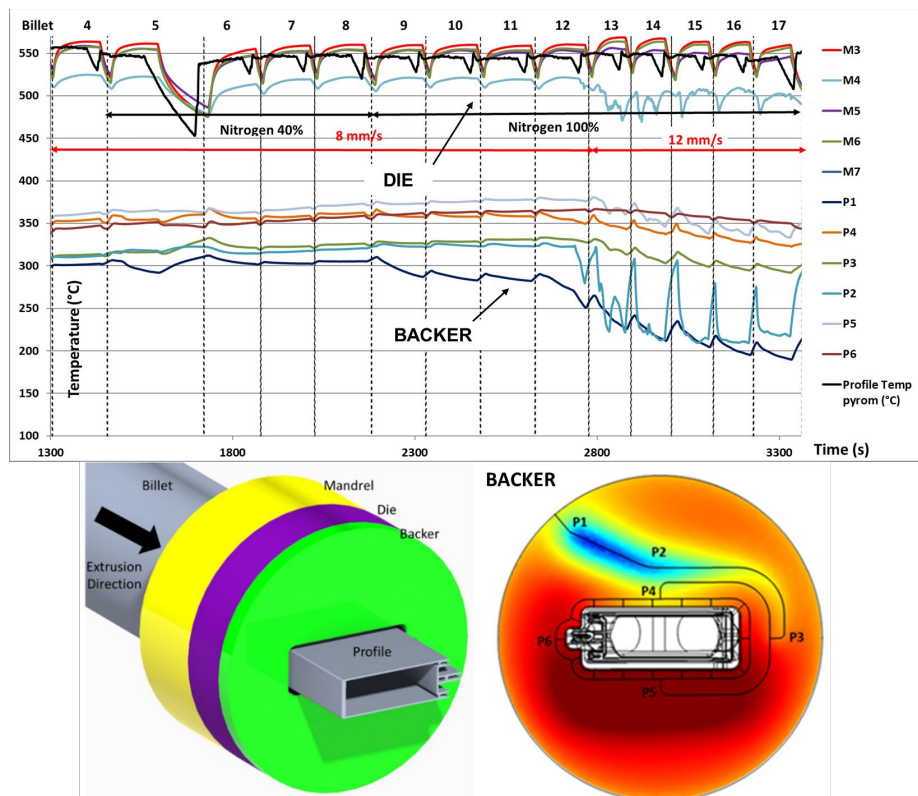 Billet 4 5 6 7 8 9 10 11 12 13 14 15 16 17
550
500
450
400
350
300
250
200
150
100
Temperature (°C)
Nitrogen 40%
Nitrogen 100%
8 mm/s
12 mm/s
DIE
BACKER
1300 1800 2300 2800 3300 Time (s)
M3
M4
M5
M6
M7
P1
P4
P3
P2
P5
P6
Profile Temp
pyrom (°C)
Billet
Mandrel
Die
Backer
Extrusion
Direction
Profile
BACKER
P1
P2
P4
P6
P3
P5